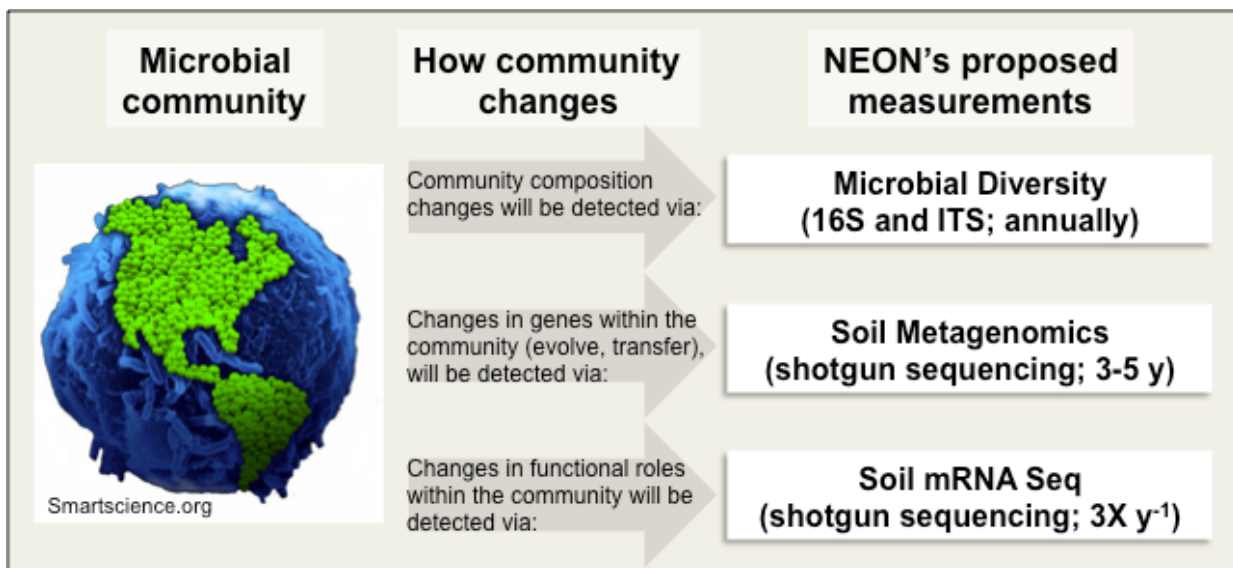 Microbial
community
How community
changes
NEON's proposed
measurements
Smartscience.org
Community composition
changes will be detected via:
Microbial Diversity
(16S and ITS; annually)
Changes in genes within the
community (evolve, transfer),
will be detected via:
Soil Metagenomics
(shotgun sequencing; 3-5 y)
Changes in functional roles
within the community will be
detected via:
Soil mRNA Seq
(shotgun sequencing; 3X y⁻¹)